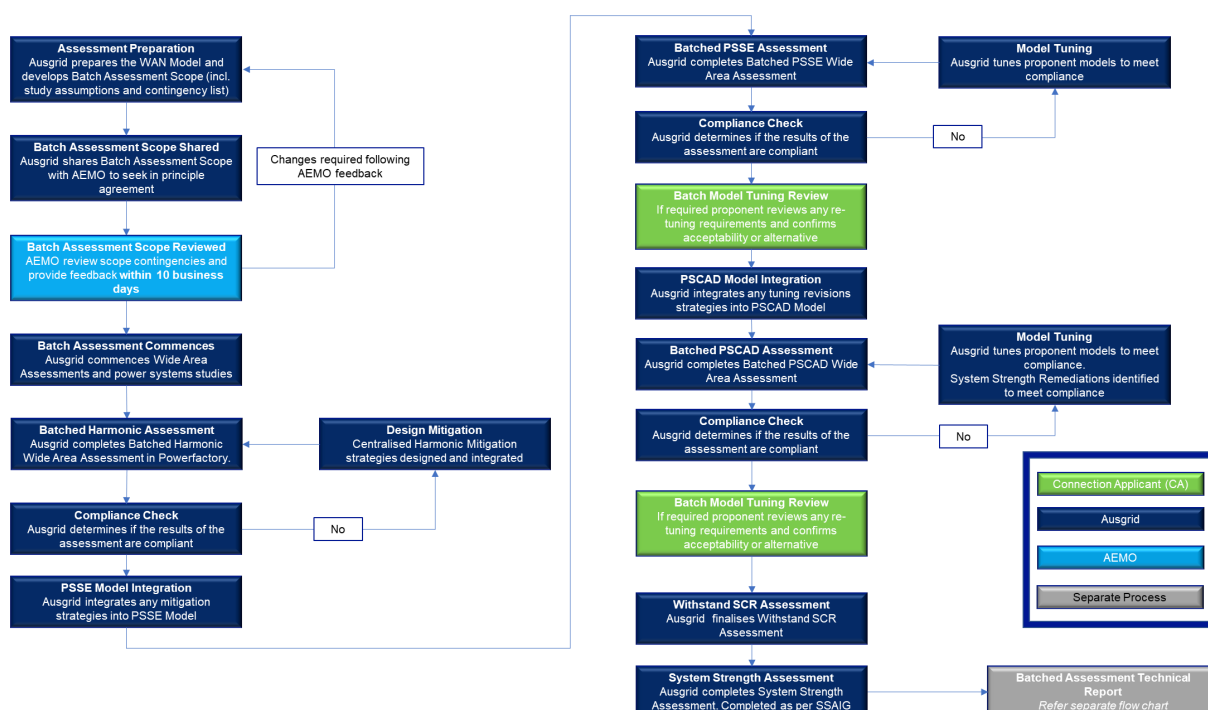 Assessment Preparation
Ausgrid prepares the WAN Model and
develops Batch Assessment Scope (incl.
study assumptions and contingency list)
Batch Assessment Scope Shared
Ausgrid shares Batch Assessment Scope
with AEMO to seek in principle
agreement
Changes required following
AEMO feedback
Batch Assessment Scope Reviewed
AEMO review scope contingencies and
provide feedback within 10 business
days
Batch Assessment Commences
Ausgrid commences Wide Area
Assessments and power systems studies
Batched Harmonic Assessment
Ausgrid completes Batched Harmonic
Wide Area Assessment in Powerfactory.
Design Mitigation
Centralised Harmonic Mitigation
strategies designed and integrated
Compliance Check
Ausgrid determines if the results of the
assessment are compliant
No
PSSE Model Integration
Ausgrid integrates any mitigation
strategies into PSSE Model
Batched PSSE Assessment
Ausgrid completes Batched PSSE Wide
Area Assessment
Model Tuning
Ausgrid tunes proponent models to meet
compliance
Compliance Check
Ausgrid determines if the results of the
assessment are compliant
No
Batch Model Tuning Review
If required proponent reviews any re-
tuning requirements and confirms
acceptability or alternative
PSCAD Model Integration
Ausgrid integrates any tuning revisions
strategies into PSCAD Model
Batched PSCAD Assessment
Ausgrid completes Batched PSCAD Wide
Area Assessment
Model Tuning
Ausgrid tunes proponent models to meet
compliance.
System Strength Remediations identified
to meet compliance
Compliance Check
Ausgrid determines if the results of the
assessment are compliant
No
Batch Model Tuning Review
If required proponent reviews any re-
tuning requirements and confirms
acceptability or alternative
Withstand SCR Assessment
Ausgrid finalises Withstand SCR
Assessment
System Strength Assessment
Ausgrid completes System Strength
Assessment. Completed as per SSAIG
Batched Assessment Technical
Report
Refer separate flow chart
Connection Applicant (CA)
Ausgrid
AEMO
Separate Process